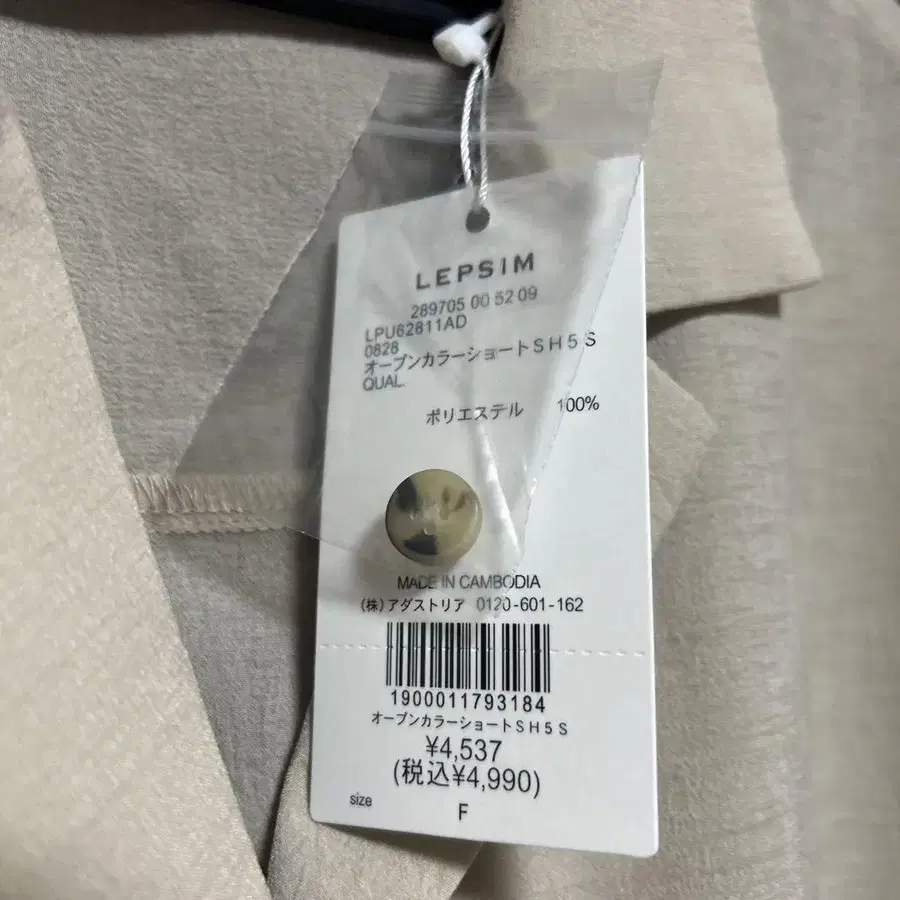 LEPSIM
289705 00 52 09
LPU62811AD
0828
オープンカラーショートSH5S
QUAL.
ポリエステル 100%
MADE IN CAMBODIA
(株)アダストリア 0120-601-162
1900011793184
オープンカラーショートSH5S
¥4,537
(税込¥4,990)
size F